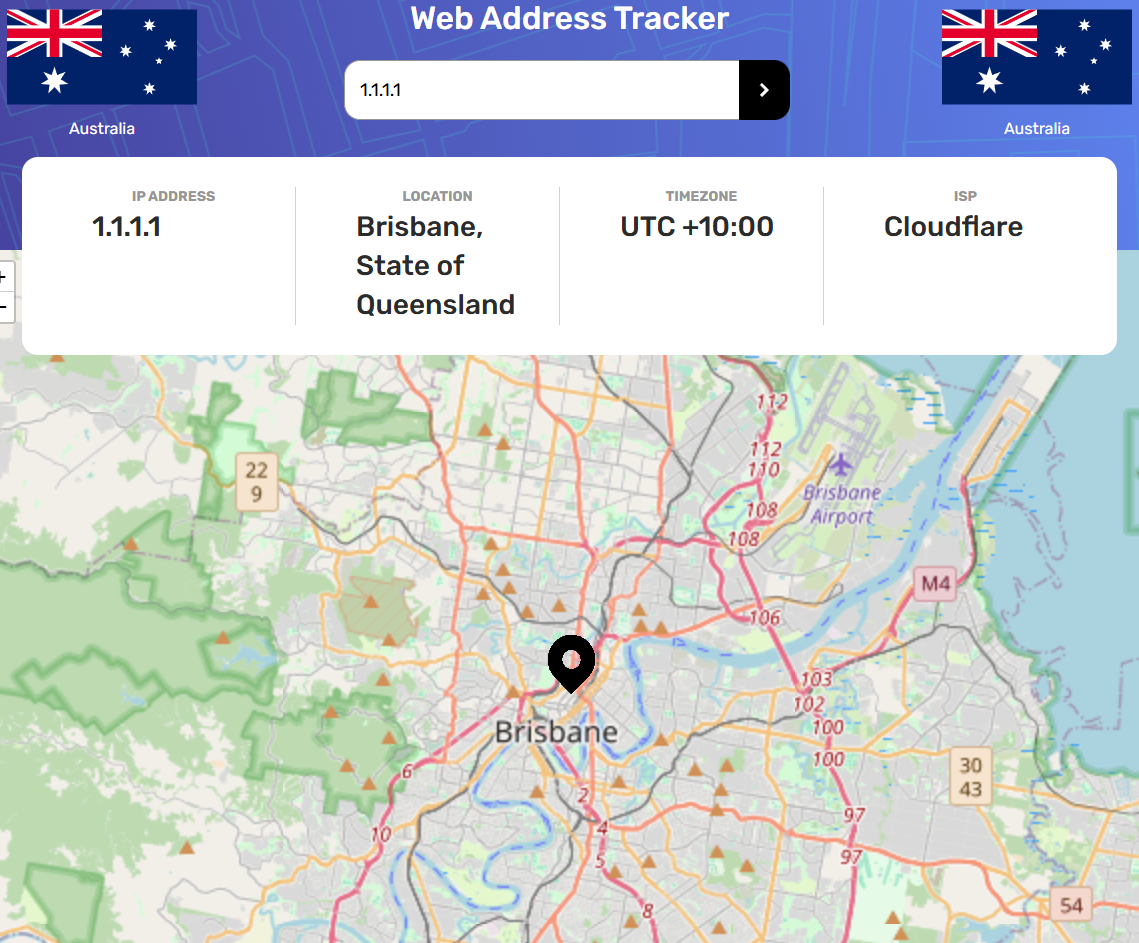 Web Address Tracker
1.1.1.1
Australia
Australia
IP ADDRESS
1.1.1.1
LOCATION
Brisbane,
State of
Queensland
TIMEZONE
UTC +10:00
ISP
Cloudflare
+
−
112
112
110
22
9
Brisbane
Airport
108
108
M4
106
103
102
Brisbane
100
100
30
43
6
2
97
4
10
97
5
54
8